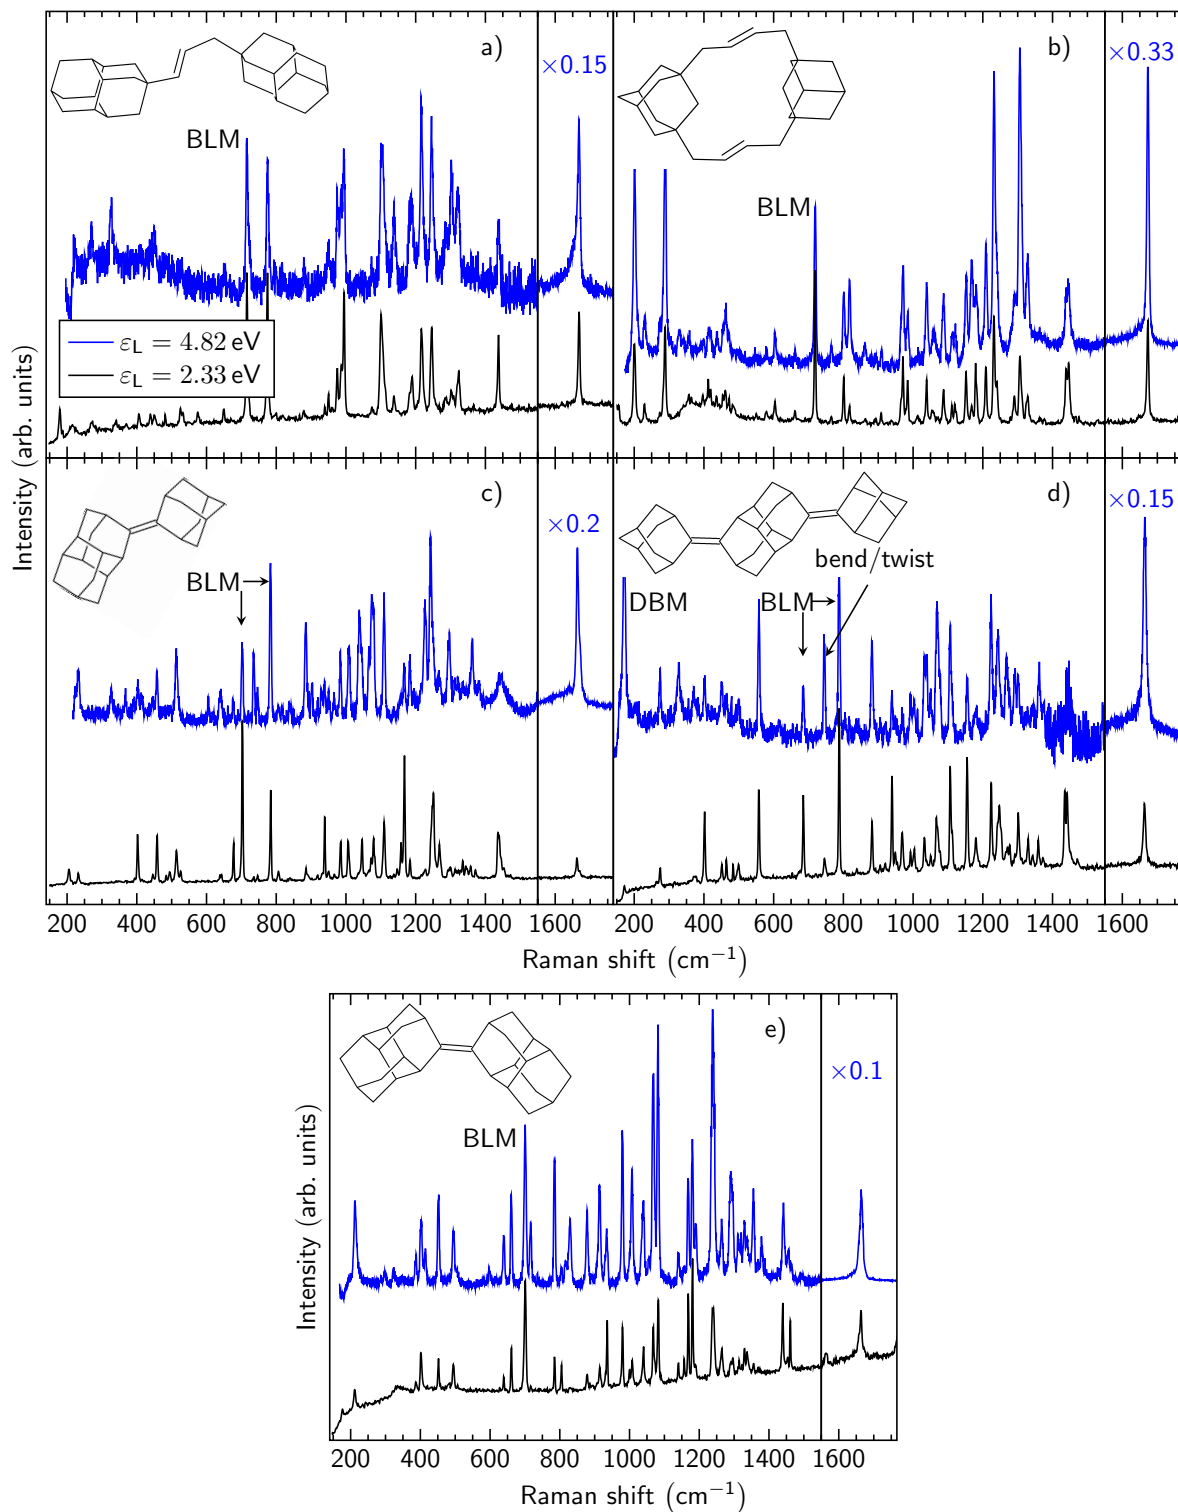 a)
×0.15
BLM
ε_L = 4.82 eV
ε_L = 2.33 eV
b)
×0.33
BLM
Intensity (arb. units)
c)
×0.2
BLM
d)
×0.15
bend/twist
DBM
BLM
200 400 600 800 1000 1200 1400 1600
200 400 600 800 1000 1200 1400 1600
Raman shift (cm⁻¹)
e)
×0.1
BLM
Intensity (arb. units)
200 400 600 800 1000 1200 1400 1600
Raman shift (cm⁻¹)